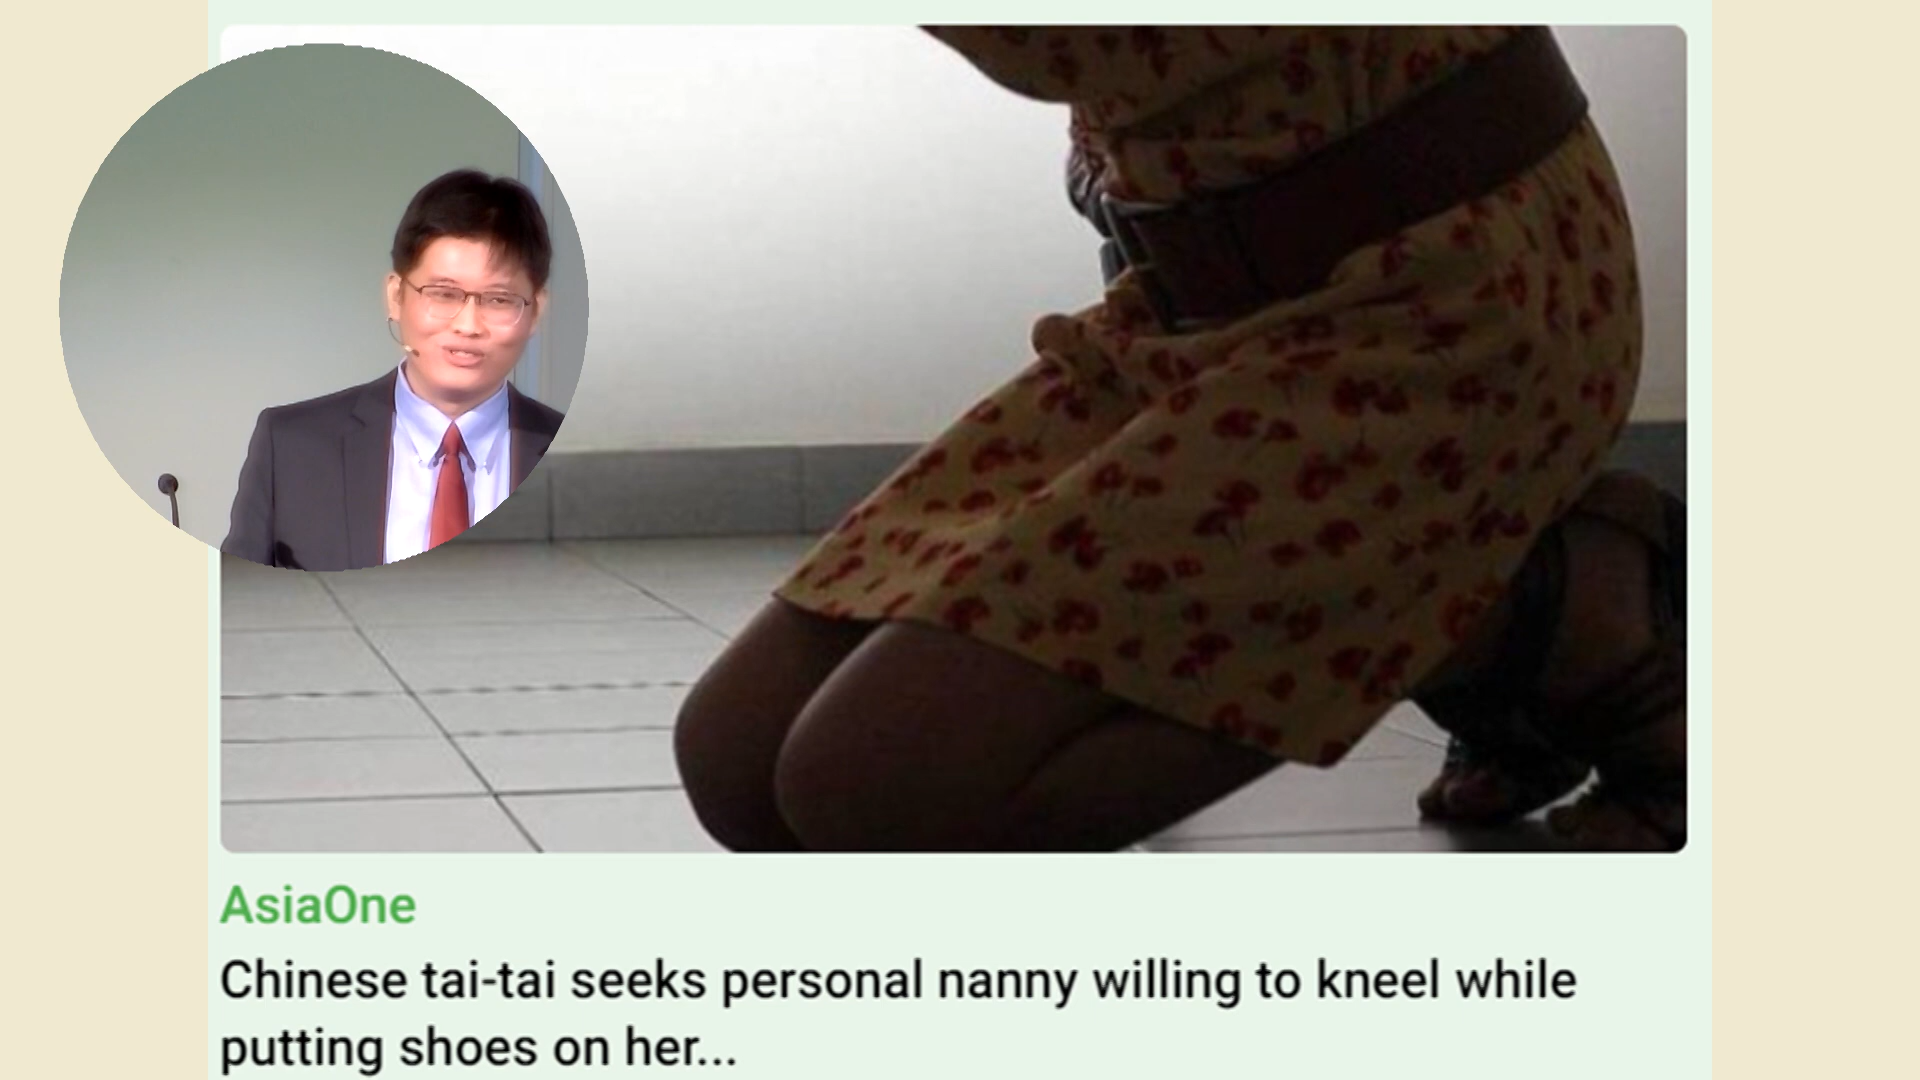 AsiaOne
Chinese tai-tai seeks personal nanny willing to kneel while
putting shoes on her...